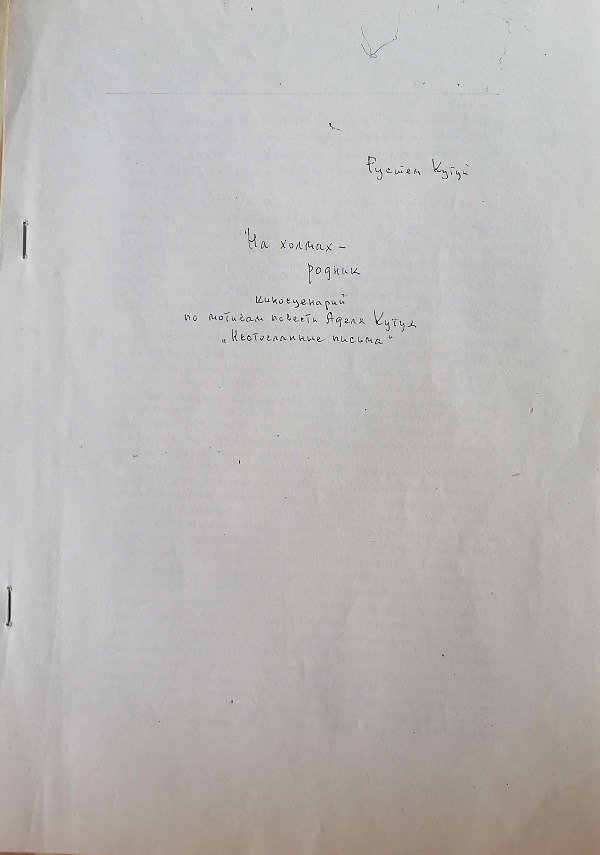 Рустем Кутуй
На холмах –
родник
киносценарий
по мотивам повести Аделя Кутуя
„Неотосланные письма"